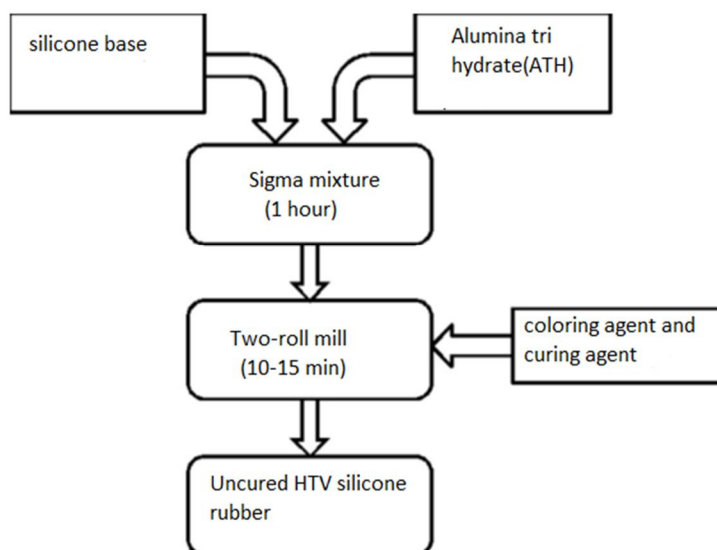 silicone base
Alumina tri
hydrate(ATH)
Sigma mixture
(1 hour)
Two-roll mill
(10-15 min)
coloring agent and
curing agent
Uncured HTV silicone
rubber